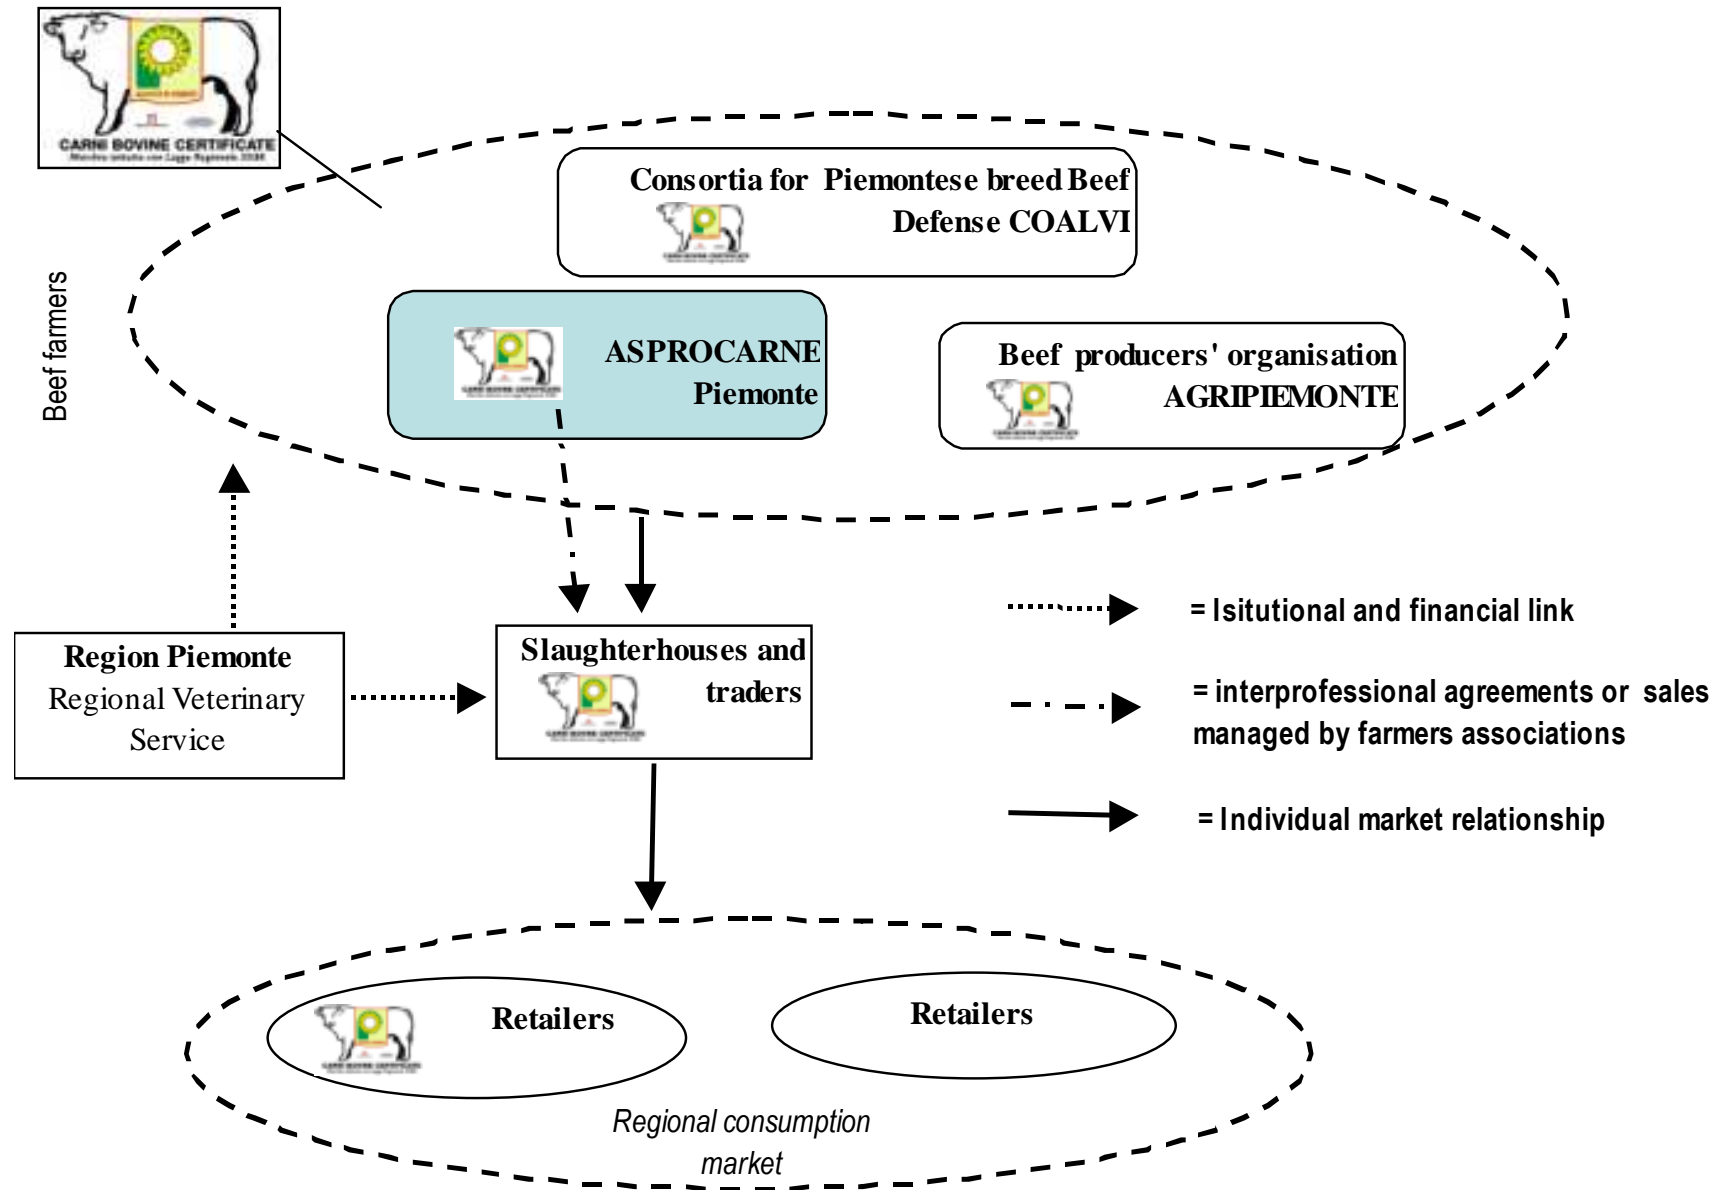 CARNI BOVINE CERTIFICATE
Consortia for Piemontese breed Beef
Defense COALVI
Beef farmers
ASPROCARNE
Piemonte
Beef producers' organisation
AGRIPIEMONTE
Region Piemonte
Regional Veterinary
Service
Slaughterhouses and
traders
= Isitutional and financial link
= interprofessional agreements or sales
managed by farmers associations
= Individual market relationship
Retailers
Retailers
Regional consumption
market